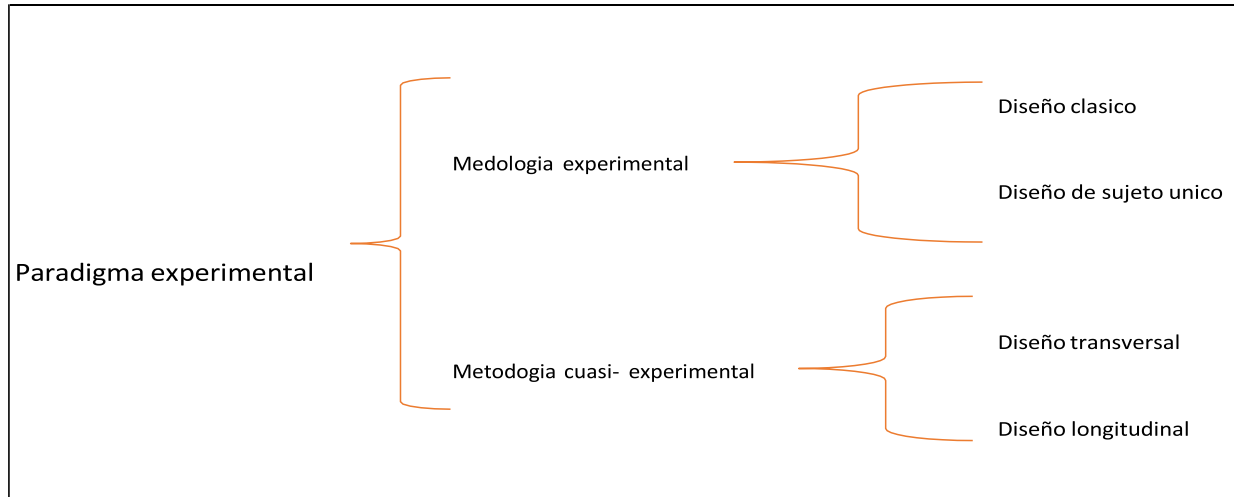 Paradigma experimental
Medologia experimental
Diseño clasico
Diseño de sujeto unico
Metodogia cuasi- experimental
Diseño transversal
Diseño longitudinal